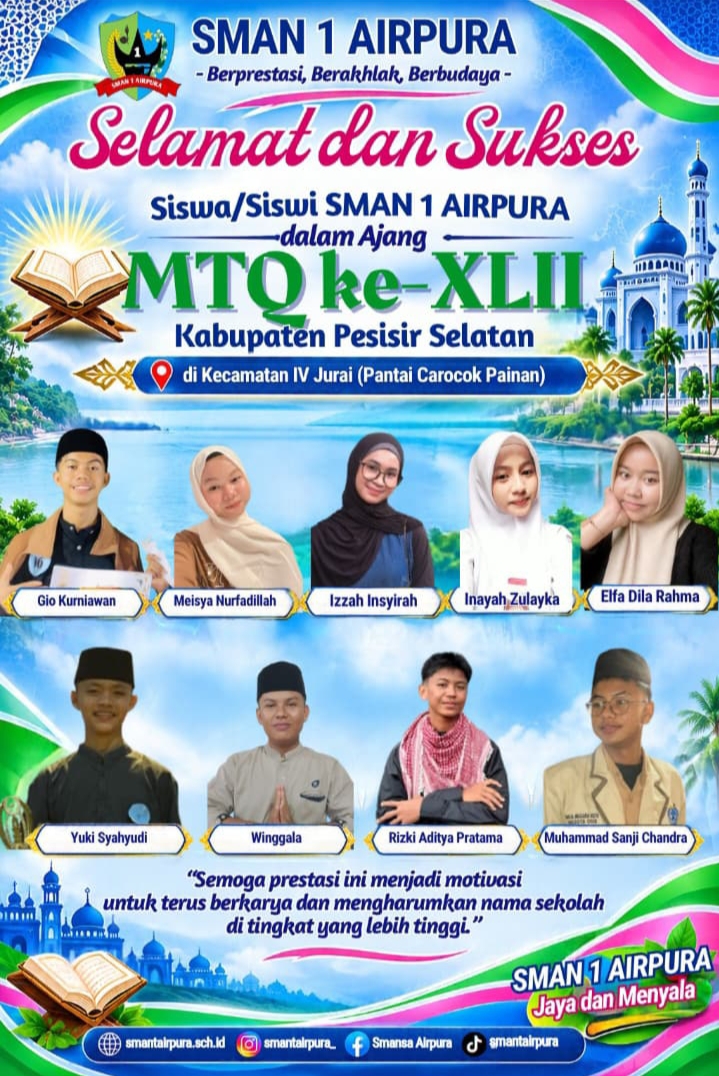 SMAN 1 AIRPURA
- Berprestasi, Berakhlak, Berbudaya -
1
SMAN 1 AIRPURA
Selamat dan Sukses
Siswa/Siswi SMAN 1 AIRPURA
dalam Ajang
MTQ ke-XLII
Kabupaten Pesisir Selatan
di Kecamatan IV Jurai (Pantai Carocok Painan)
Gio Kurniawan
Meisya Nurfadillah
Izzah Insyirah
Inayah Zulayka
Elfa Dila Rahma
Yuki Syahyudi
Winggala
Rizki Aditya Pratama
Muhammad Sanji Chandra
“Semoga prestasi ini menjadi motivasi
untuk terus berkarya dan mengharumkan nama sekolah
di tingkat yang lebih tinggi.”
SMAN 1 AIRPURA
Jaya dan Menyala
smantairpura.sch.id smantairpura_ Smansa Airpura smantairpura